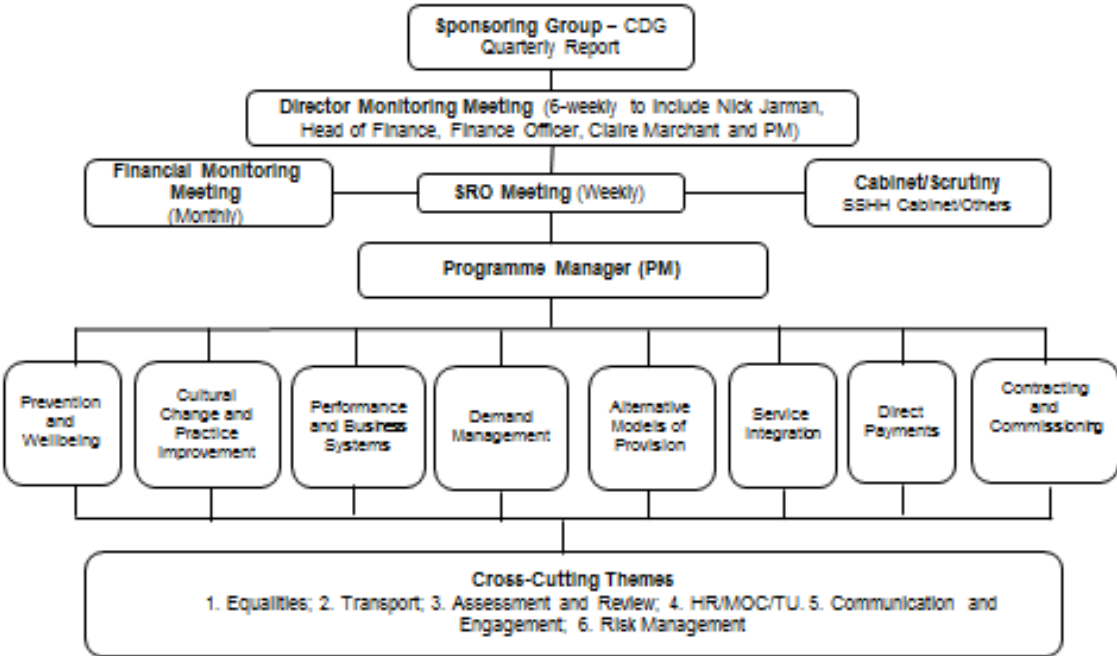 Sponsoring Group – CDG
Quarterly Report
Director Monitoring Meeting (6-weekly to include Nick Jarman,
Head of Finance, Finance Officer, Claire Marchant and PM)
Financial Monitoring
Meeting
(Monthly)
SRO Meeting (Weekly)
Cabinet/Scrutiny
SSHH Cabinet/Others
Programme Manager (PM)
Prevention
and
Wellbeing
Cultural
Change and
Practice
Improvement
Performance
and Business
Systems
Demand
Management
Alternative
Models of
Provision
Service
Integration
Direct
Payments
Contracting
and
Commissioning
Cross-Cutting Themes
1. Equalities; 2. Transport; 3. Assessment and Review; 4. HR/MOC/TU. 5. Communication and
Engagement; 6. Risk Management